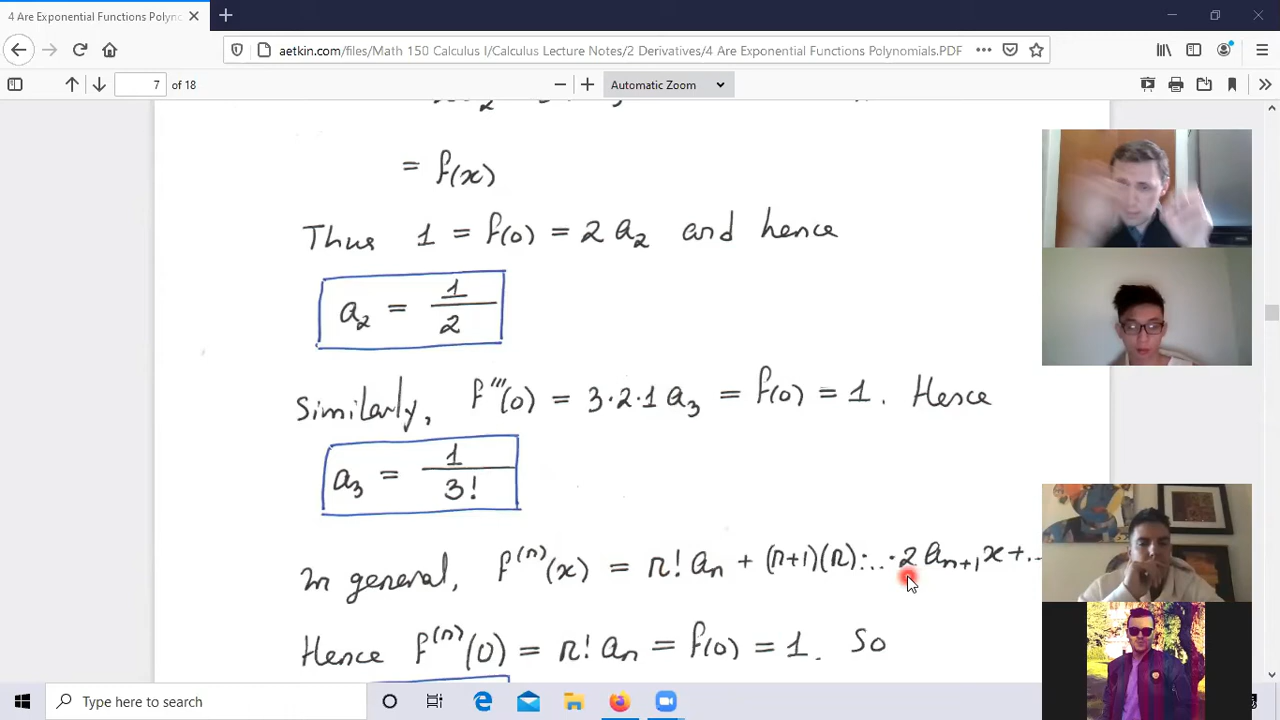 4 Are Exponential Functions Polync
aetkin.com/files/Math 150 Calculus I/Calculus Lecture Notes/2 Derivatives/4 Are Exponential Functions Polynomials.PDF
7 of 18
Automatic Zoom
= f(x)
Thus 1 = f(0) = 2 a₂ and hence
a₂ = 1/2
Similarly, f'''(0) = 3·2·1 a₃ = f(0) = 1. Hence
a₃ = 1/3!
In general, f⁽ⁿ⁾(x) = n! aₙ + (n+1)(n)·...·2 aₙ₊₁ x + ...
Hence f⁽ⁿ⁾(0) = n! aₙ = f(0) = 1. So
Type here to search